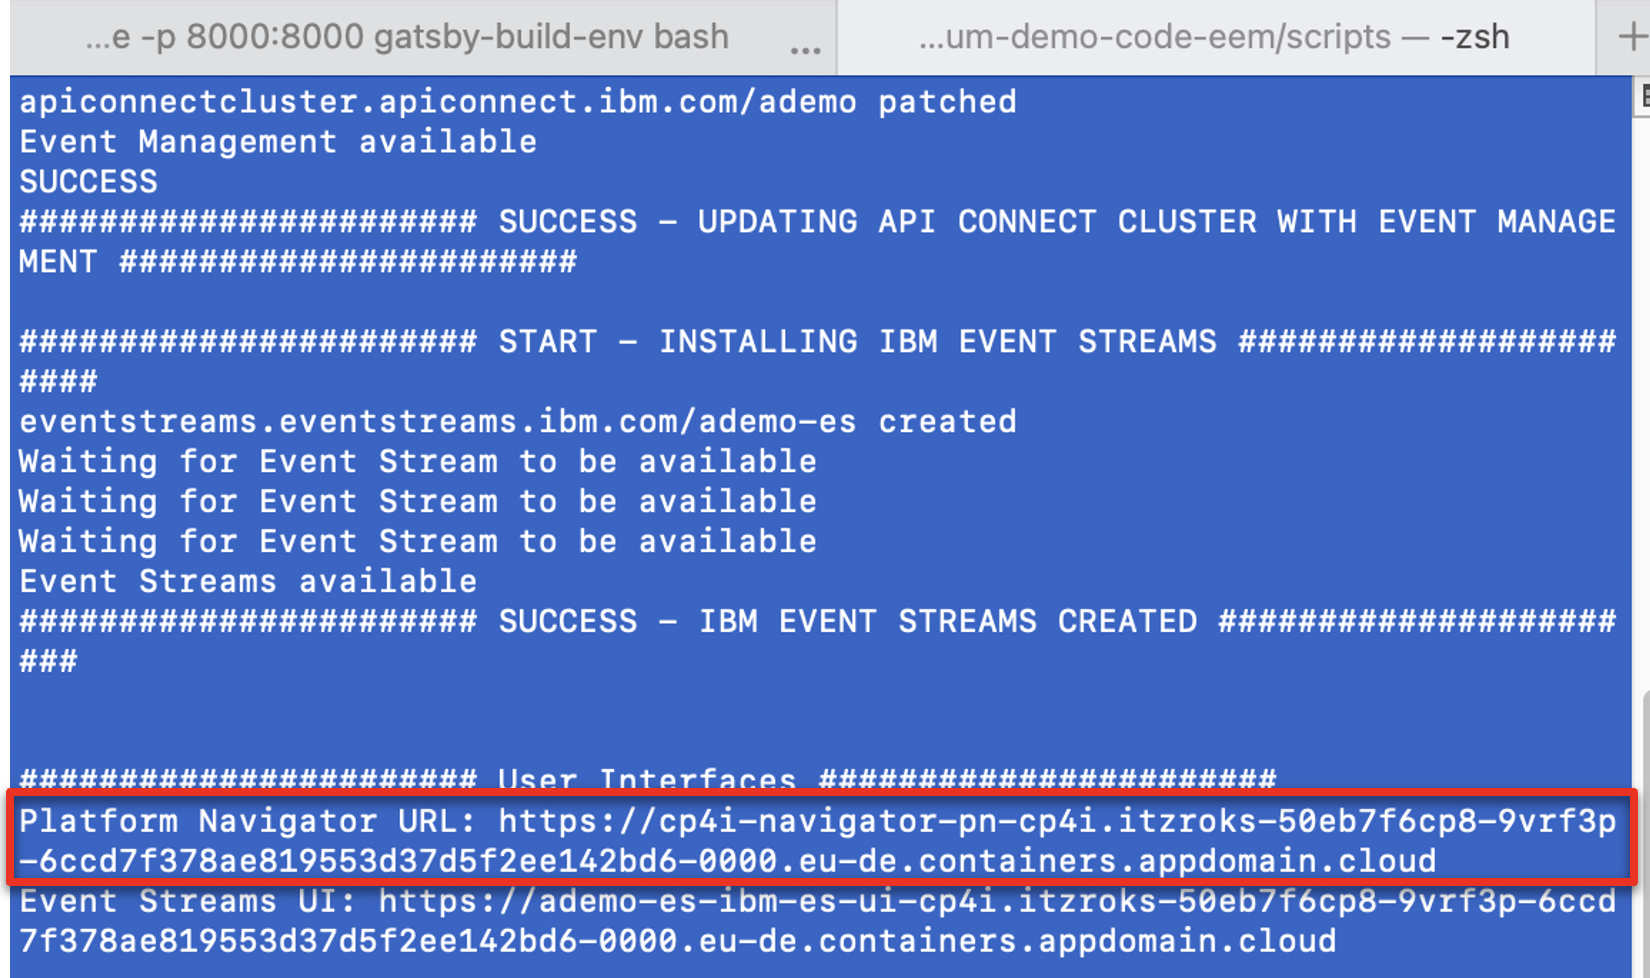 ...e -p 8000:8000 gatsby-build-env bash ... ...um-demo-code-eem/scripts — -zsh +
apiconnectcluster.apiconnect.ibm.com/ademo patched
Event Management available
SUCCESS
####################### SUCCESS - UPDATING API CONNECT CLUSTER WITH EVENT MANAGE
MENT #######################
####################### START - INSTALLING IBM EVENT STREAMS ###################
####
eventstreams.eventstreams.ibm.com/ademo-es created
Waiting for Event Stream to be available
Waiting for Event Stream to be available
Waiting for Event Stream to be available
Event Streams available
####################### SUCCESS - IBM EVENT STREAMS CREATED ####################
###
####################### User Interfaces #######################
Platform Navigator URL: https://cp4i-navigator-pn-cp4i.itzroks-50eb7f6cp8-9vrf3p
-6ccd7f378ae819553d37d5f2ee142bd6-0000.eu-de.containers.appdomain.cloud
Event Streams UI: https://ademo-es-ibm-es-ui-cp4i.itzroks-50eb7f6cp8-9vrf3p-6ccd
7f378ae819553d37d5f2ee142bd6-0000.eu-de.containers.appdomain.cloud